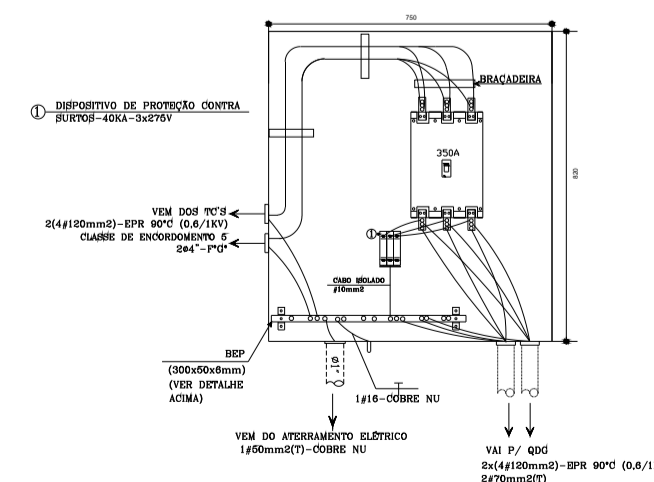 750
BRAÇADEIRA
1 DISPOSITIVO DE PROTEÇÃO CONTRA
SURTOS-40KA-3x275V
350A
820
VEM DOS TC'S
2(4#120mm2)-EPR 90°C (0,6/1KV)
CLASSE DE ENCORDOMENTO 5
2ø4"-F°G°
1
CABO ISOLADO
#10mm2
BEP
(300x50x6mm)
(VER DETALHE
ACIMA)
ø1"
T
1#16-COBRE NU
VEM DO ATERRAMENTO ELÉTRICO
1#50mm2(T)-COBRE NU
VAI P/ QDG
2x(4#120mm2)-EPR 90°C (0,6/1
2#70mm2(T)